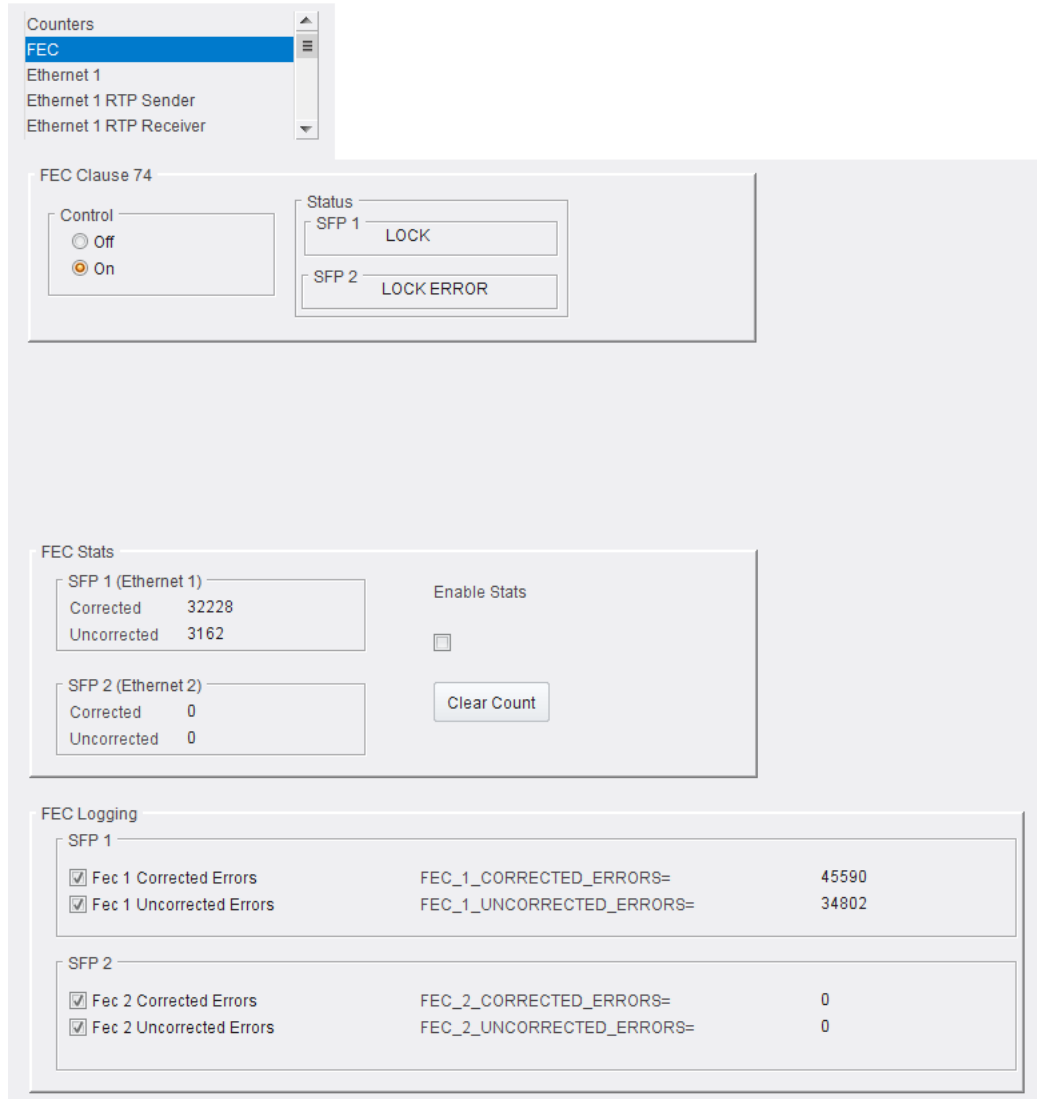 Counters
FEC
Ethernet 1
Ethernet 1 RTP Sender
Ethernet 1 RTP Receiver
FEC Clause 74
Control
Off
On
Status
SFP 1
LOCK
SFP 2
LOCK ERROR
FEC Stats
SFP 1 (Ethernet 1)
Corrected 32228
Uncorrected 3162
Enable Stats
SFP 2 (Ethernet 2)
Corrected 0
Uncorrected 0
Clear Count
FEC Logging
SFP 1
Fec 1 Corrected Errors FEC_1_CORRECTED_ERRORS= 45590
Fec 1 Uncorrected Errors FEC_1_UNCORRECTED_ERRORS= 34802
SFP 2
Fec 2 Corrected Errors FEC_2_CORRECTED_ERRORS= 0
Fec 2 Uncorrected Errors FEC_2_UNCORRECTED_ERRORS= 0